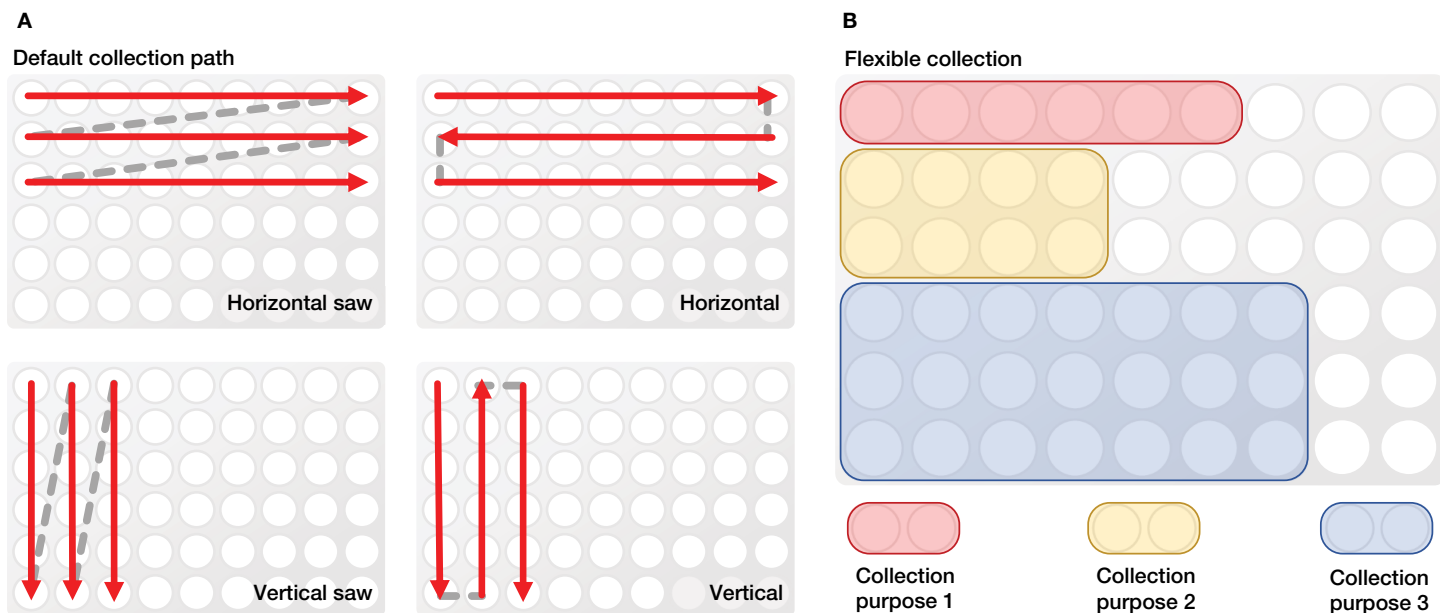 A
Default collection path
Horizontal saw
Horizontal
Vertical saw
Vertical
B
Flexible collection
Collection
purpose 1
Collection
purpose 2
Collection
purpose 3